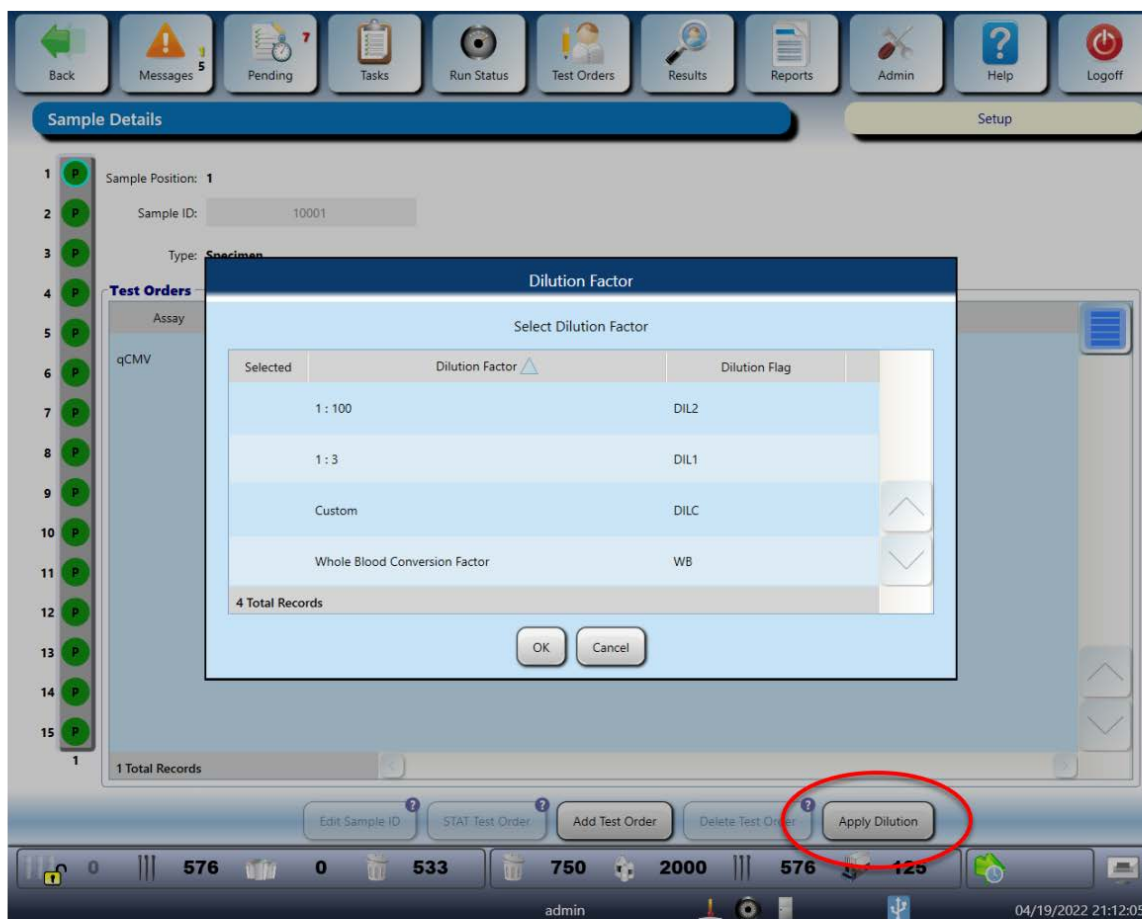 Back
Messages
1
5
Pending
7
Tasks
Run Status
Test Orders
Results
Reports
Admin
Help
Logoff
Sample Details
Setup
1 P
2 P
3 P
4 P
5 P
6 P
7 P
8 P
9 P
10 P
11 P
12 P
13 P
14 P
15 P
1
Sample Position: 1
Sample ID: 10001
Type: Specimen
Test Orders
Assay
qCMV
Dilution Factor
Select Dilution Factor
Selected Dilution Factor Dilution Flag
1 : 100 DIL2
1 : 3 DIL1
Custom DILC
Whole Blood Conversion Factor WB
4 Total Records
OK Cancel
1 Total Records
Edit Sample ID ? STAT Test Order ? Add Test Order Delete Test Order ? Apply Dilution
0 576 0 533 750 2000 576 125
admin 04/19/2022 21:12:05